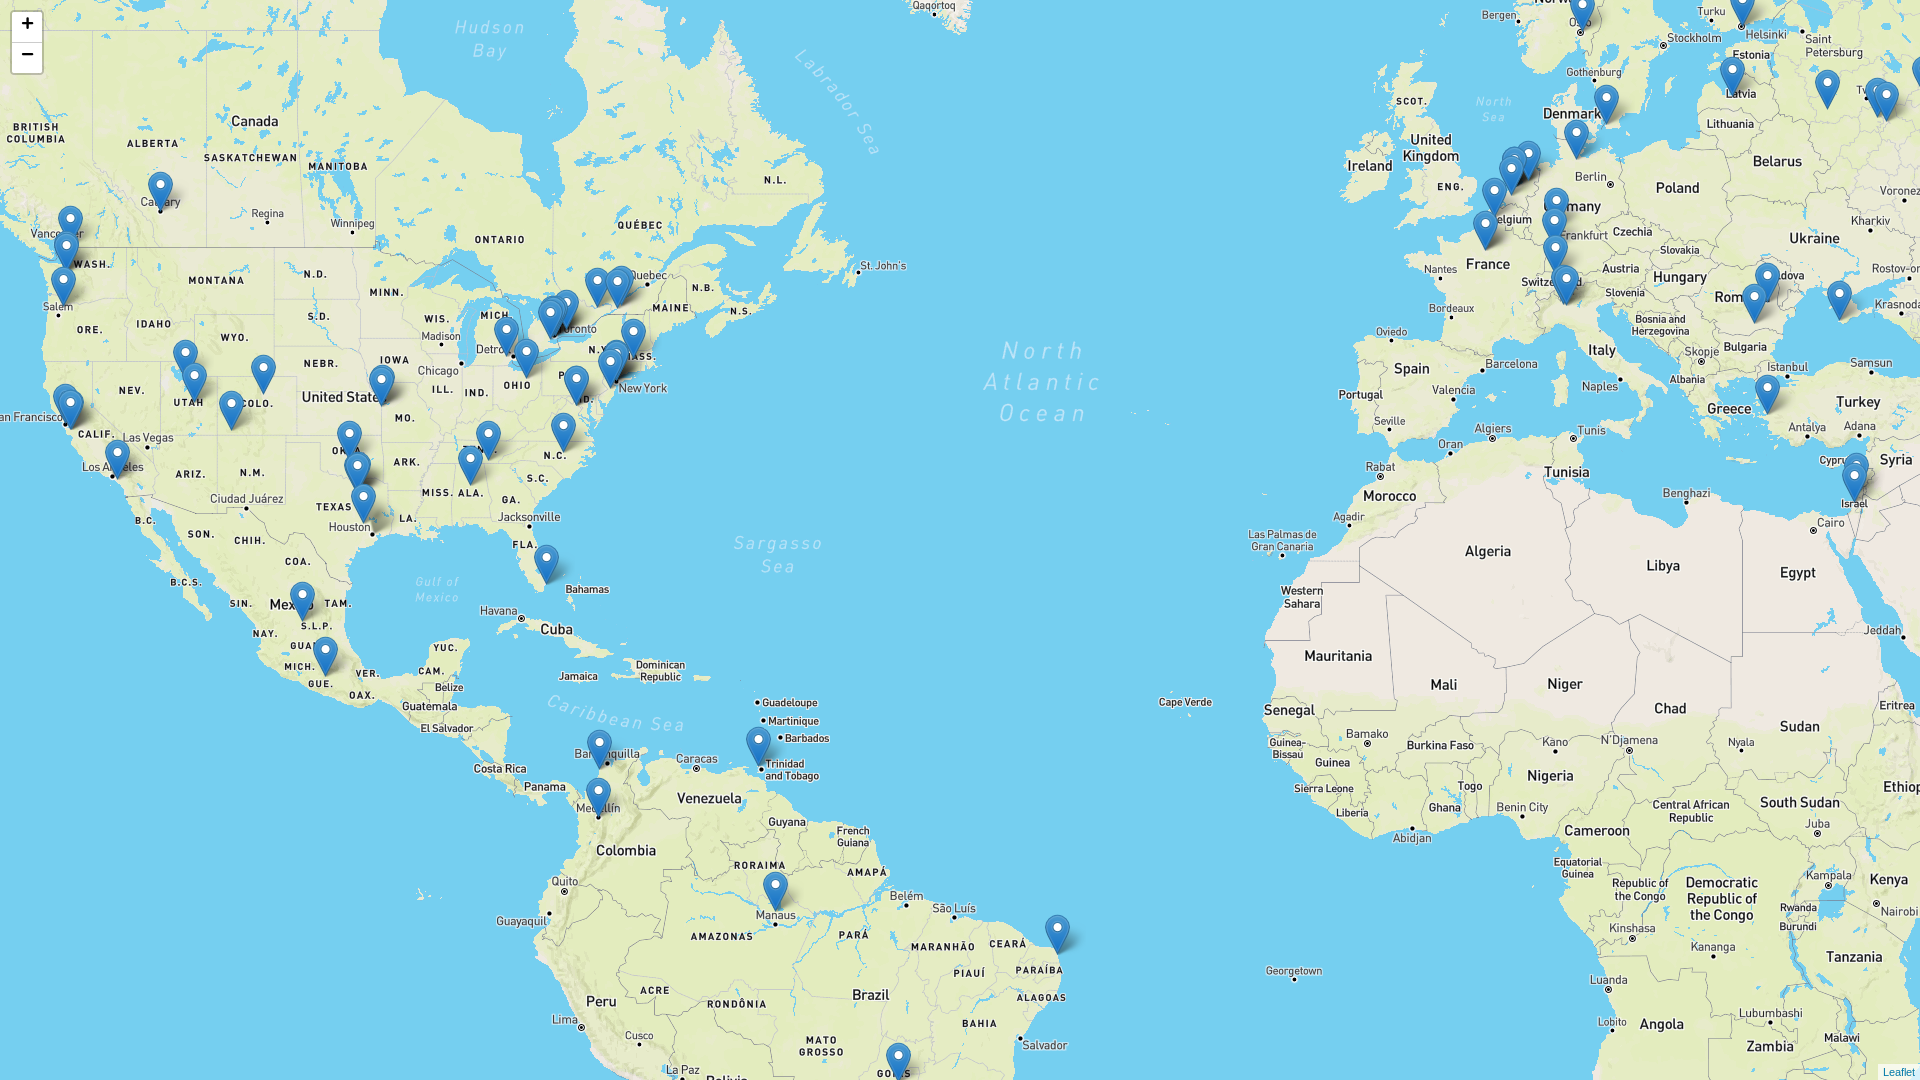 +
−
Hudson
Bay
Labrador Sea
Qaqortoq
BRITISH
COLUMBIA
ALBERTA
Canada
SASKATCHEWAN
MANITOBA
N.L.
Calgary
Regina
Winnipeg
ONTARIO
QUÉBEC
WASH.
MONTANA
N.D.
MINN.
Quebec
N.B.
St. John's
MAINE
N.S.
Salem
ORE.
IDAHO
WYO.
S.D.
WIS.
MICH.
Madison
Toronto
NEBR.
IOWA
Chicago
OHIO
New York
NEV.
UTAH
COLO.
United States
ILL.
IND.
MO.
San Francisco
CALIF.
Las Vegas
Los Angeles
ARIZ.
N.M.
ARK.
N.C.
S.C.
MISS.
ALA.
GA.
Ciudad Juárez
TEXAS
LA.
Jacksonville
Houston
FLA.
B.C.
SON.
CHIH.
COA.
B.C.S.
SIN.
Mexico
TAM.
S.L.P.
NAY.
MICH.
GUE.
VER.
OAX.
YUC.
CAM.
Gulf of
Mexico
Havana
Cuba
Bahamas
Jamaica
Dominican
Republic
Belize
Guatemala
El Salvador
Costa Rica
Panama
Caribbean Sea
Guadeloupe
Martinique
Barbados
Trinidad
and Tobago
Barranquilla
Caracas
Medellín
Venezuela
Guyana
French
Guiana
Colombia
RORAIMA
AMAPÁ
Quito
Guayaquil
Manaus
Belém
São Luís
AMAZONAS
PARÁ
MARANHÃO
CEARÁ
PIAUÍ
PARAÍBA
ALAGOAS
ACRE
RONDÔNIA
Brazil
Peru
Lima
Cusco
BAHIA
MATO
GROSSO
Salvador
La Paz
Bolivia
GOIÁS
North
Atlantic
Ocean
Sargasso
Sea
Bergen
Turku
Helsinki
Stockholm
Saint
Petersburg
Estonia
Gothenburg
Latvia
SCOT.
North
Sea
Denmark
Lithuania
United
Kingdom
Ireland
ENG.
Berlin
Poland
Belarus
Voronezh
Belgium
Germany
Frankfurt
Czechia
Kharkiv
Slovakia
Ukraine
Nantes
France
Austria
Hungary
Moldova
Switzerland
Slovenia
Romania
Bordeaux
Bosnia and
Herzegovina
Oviedo
Italy
Bulgaria
Skopje
Spain
Barcelona
Istanbul
Samsun
Naples
Albania
Portugal
Valencia
Greece
Turkey
Seville
Algiers
Tunis
Antalya
Adana
Oran
Rabat
Tunisia
Cyprus
Syria
Morocco
Benghazi
Israel
Agadir
Cairo
Las Palmas de
Gran Canaria
Algeria
Libya
Egypt
Western
Sahara
Jeddah
Mauritania
Mali
Niger
Chad
Sudan
Eritrea
Cape Verde
Senegal
Bamako
Burkina Faso
Kano
N'Djamena
Nyala
Guinea-
Bissau
Guinea
Nigeria
Sierra Leone
Togo
Ghana
Liberia
Benin City
Abidjan
Central African
Republic
South Sudan
Juba
Cameroon
Equatorial
Guinea
Republic of
the Congo
Democratic
Republic of
the Congo
Kampala
Kenya
Rwanda
Burundi
Nairobi
Kinshasa
Kananga
Tanzania
Georgetown
Luanda
Lobito
Angola
Lubumbashi
Malawi
Zambia
Leaflet